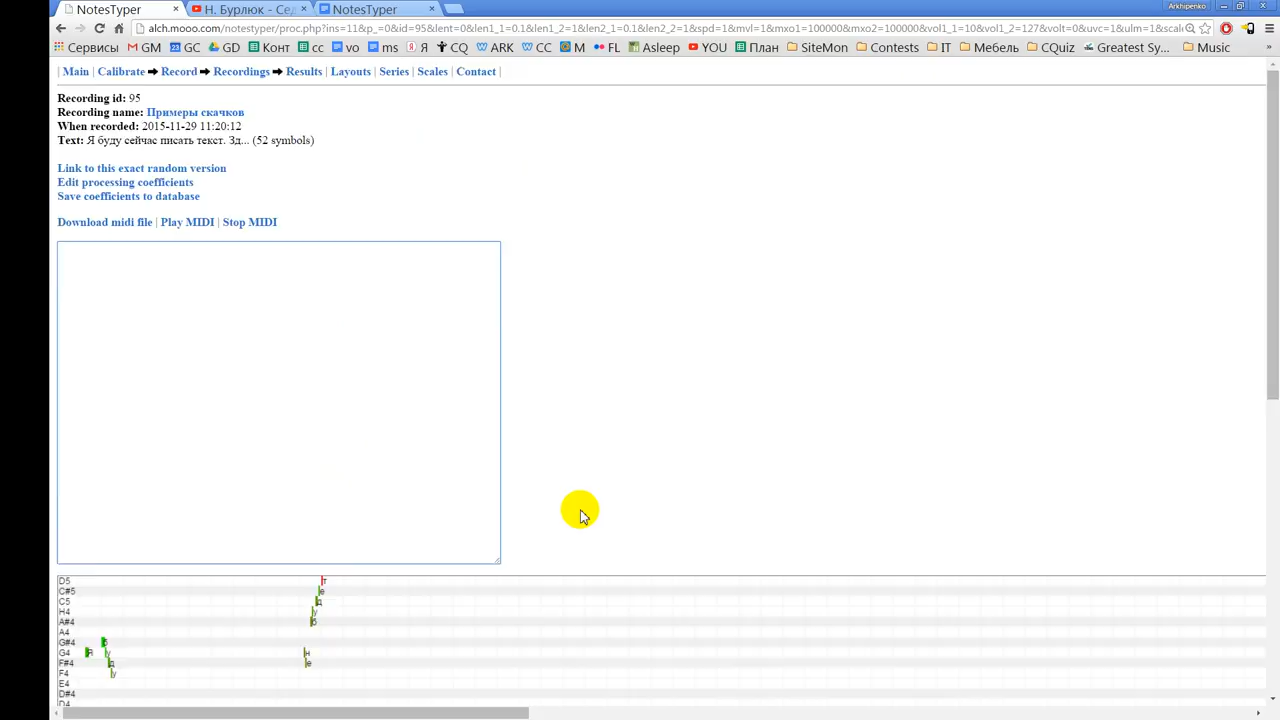 Arkhipenko
NotesTyper × Н. Бурлюк - Сед × NotesTyper ×
alch.mooo.com/notestyper/proc.php?ins=11&p_=0&id=95&lent=0&len1_1=0.1&len1_2=1&len2_1=0.1&len2_2=1&spd=1&mvl=1&mxo1=100000&mxo2=100000&vol1_1=10&vol1_2=127&volt=0&uvc=1&ulm=1&scale
Сервисы GM 23 GC Конт cc GD vo ms Я CQ W ARK W CC M FL Asleep YOU План SiteMon Contests IT Мебель CQuiz Greatest Sy... Music
| Main | Calibrate ➡ Record ➡ Recordings ➡ Results | Layouts | Series | Scales | Contact |
Recording id: 95
Recording name: Примеры скачков
When recorded: 2015-11-29 11:20:12
Text: Я буду сейчас писать текст. Зд... (52 symbols)
Link to this exact random version
Edit processing coefficients
Save coefficients to database
Download midi file | Play MIDI | Stop MIDI
D5 т
C#5 е
C5 д
H4 у
A#4 б
A4
G#4 б
G4 Я у н
F#4 д е
F4 у
E4
D#4
D4